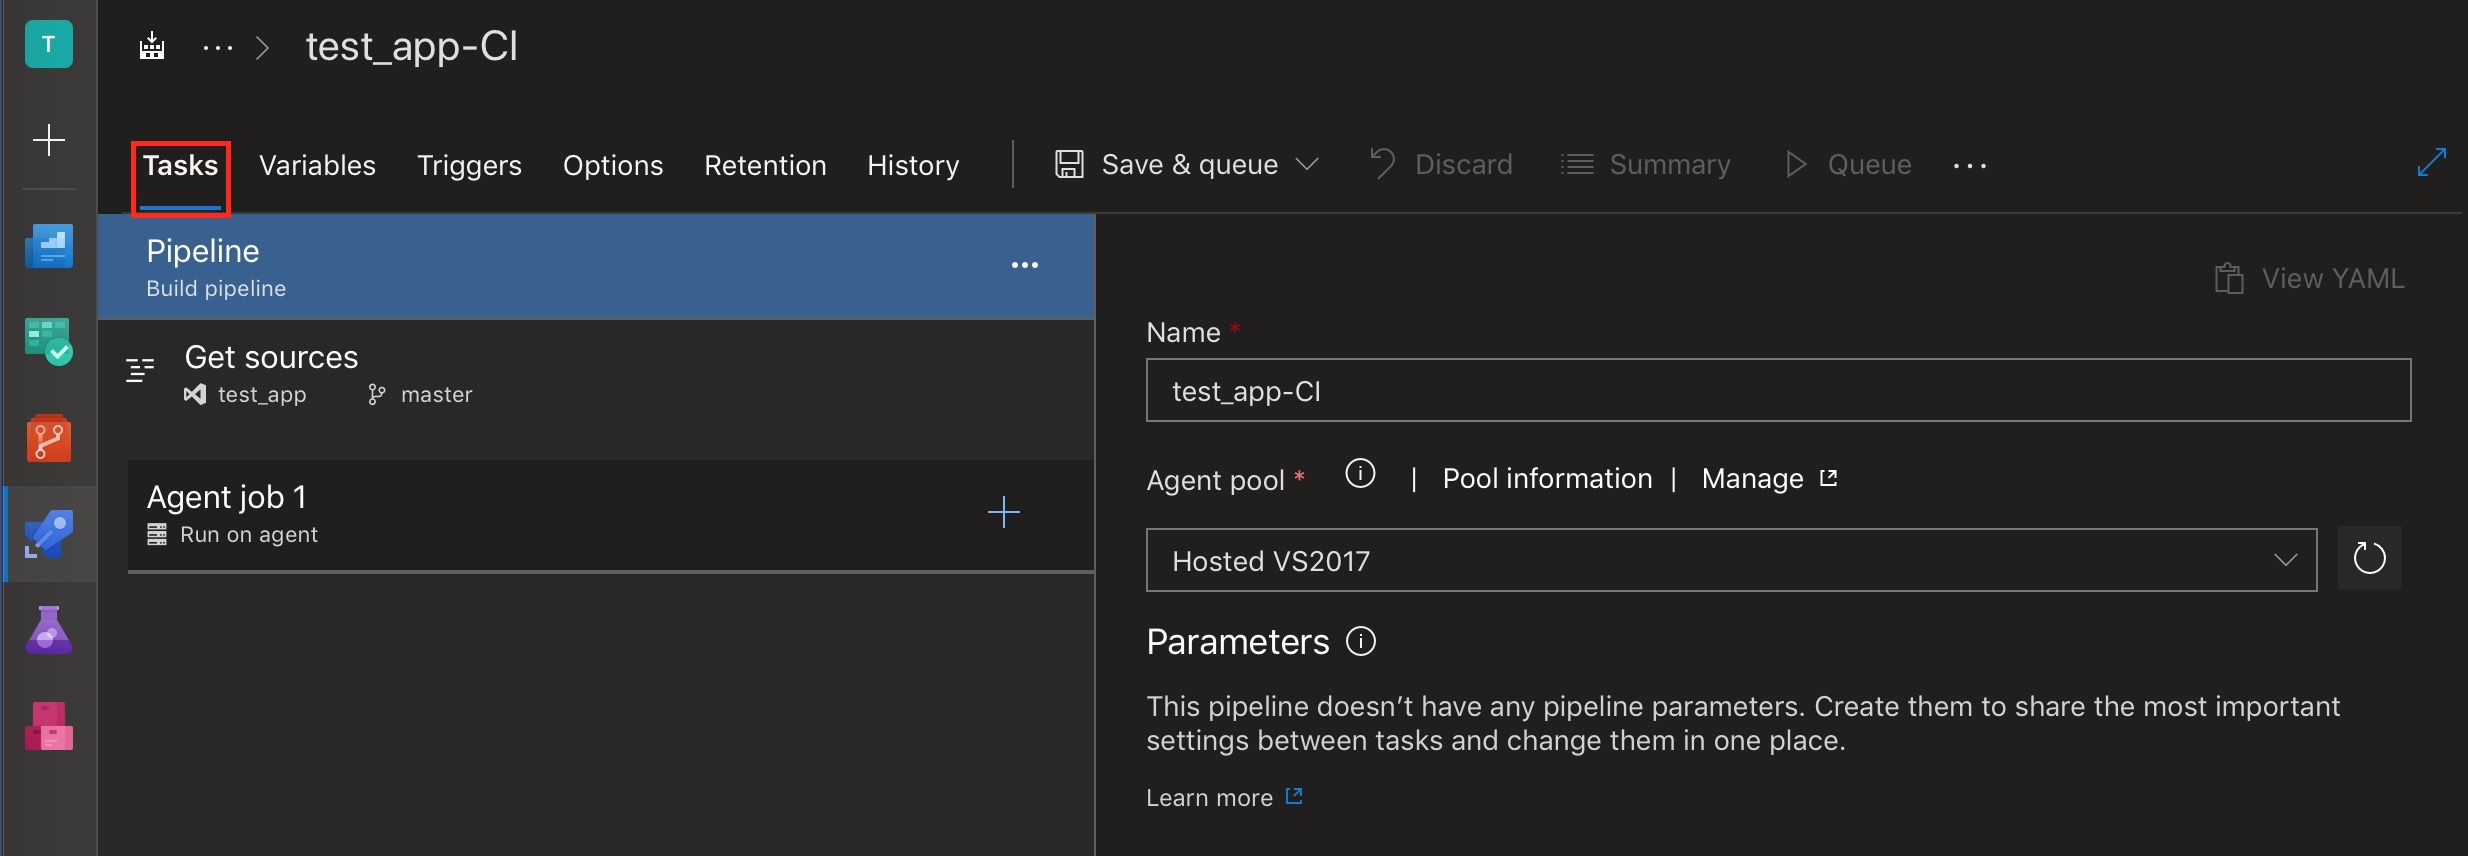 T
... > test_app-CI
Tasks Variables Triggers Options Retention History Save & queue Discard Summary Queue ...
Pipeline
Build pipeline
Get sources
test_app master
Agent job 1
Run on agent
View YAML
Name *
test_app-CI
Agent pool * | Pool information | Manage
Hosted VS2017
Parameters
This pipeline doesn't have any pipeline parameters. Create them to share the most important
settings between tasks and change them in one place.
Learn more